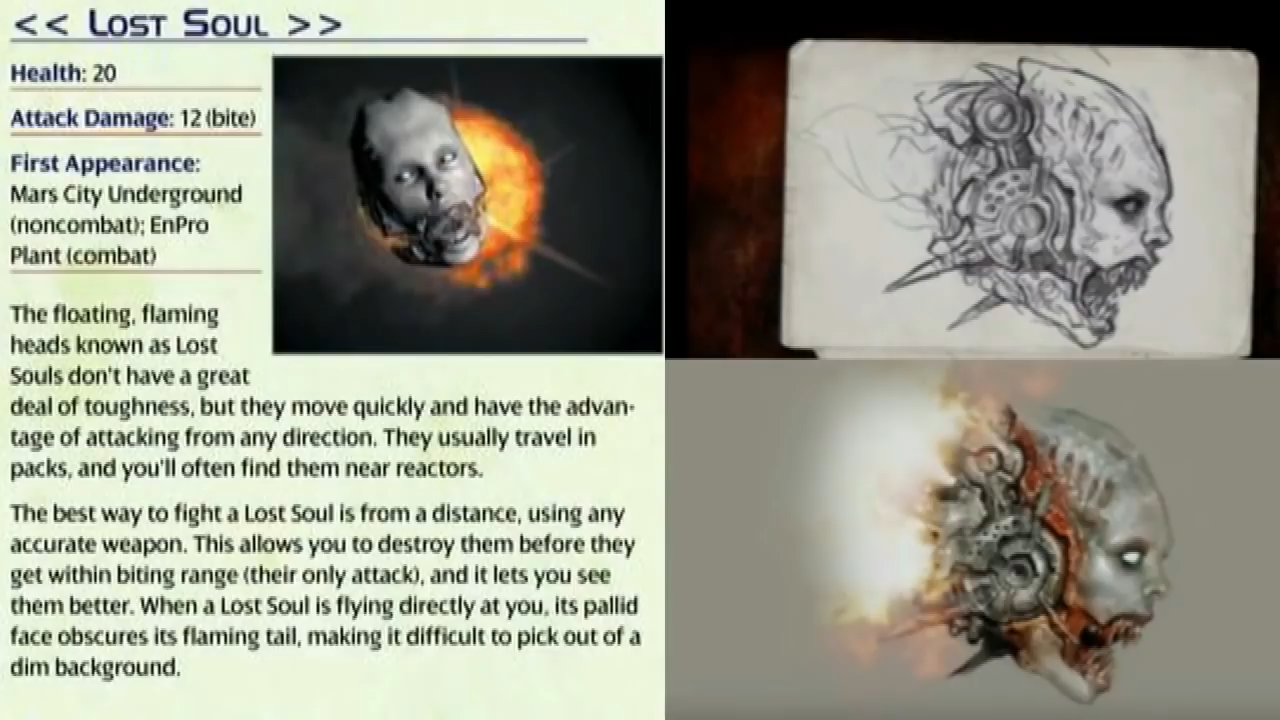 << Lost Soul >>
Health: 20
Attack Damage: 12 (bite)
First Appearance:
Mars City Underground
(noncombat); EnPro
Plant (combat)
The floating, flaming
heads known as Lost
Souls don't have a great
deal of toughness, but they move quickly and have the advan-
tage of attacking from any direction. They usually travel in
packs, and you'll often find them near reactors.
The best way to fight a Lost Soul is from a distance, using any
accurate weapon. This allows you to destroy them before they
get within biting range (their only attack), and it lets you see
them better. When a Lost Soul is flying directly at you, its pallid
face obscures its flaming tail, making it difficult to pick out of a
dim background.